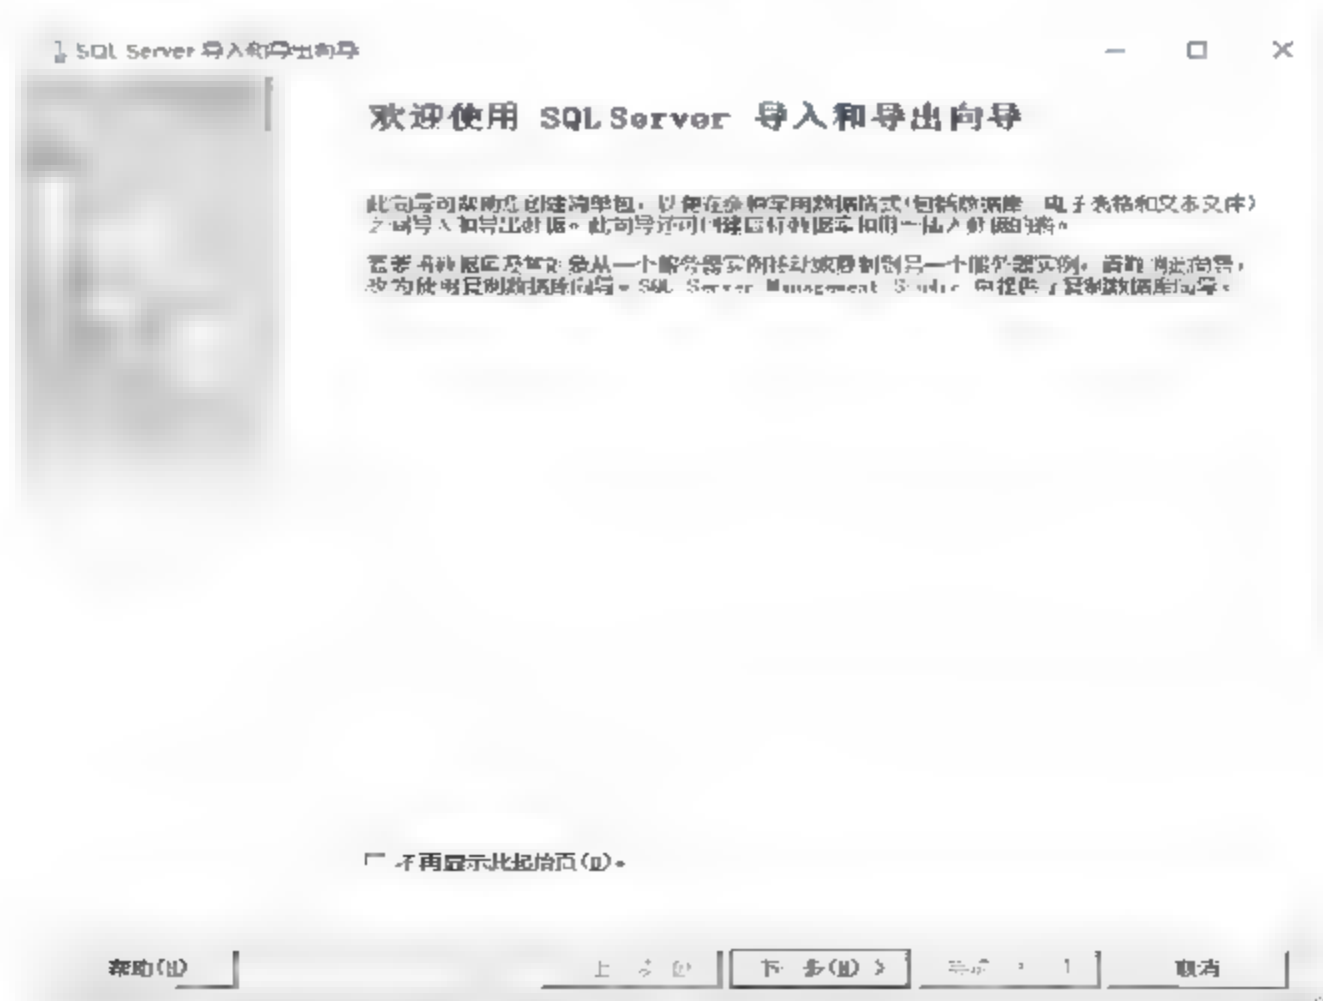 SQL Server 导入和导出向导
欢迎使用 SQL Server 导入和导出向导
此向导可帮助您创建简单包，以便在多种常用数据格式(包括数据库、电子表格和文本文件)
之间导入和导出数据。此向导还可创建目标数据库和用于插入数据的表。
若要将数据库及其对象从一个服务器实例移动或复制到另一个服务器实例，请取消此向导，
改为使用复制数据库向导。SQL Server Management Studio 中提供了复制数据库向导。
不再显示此起始页(D)。
帮助(H)
上一步(B)
下一步(N) >
取消